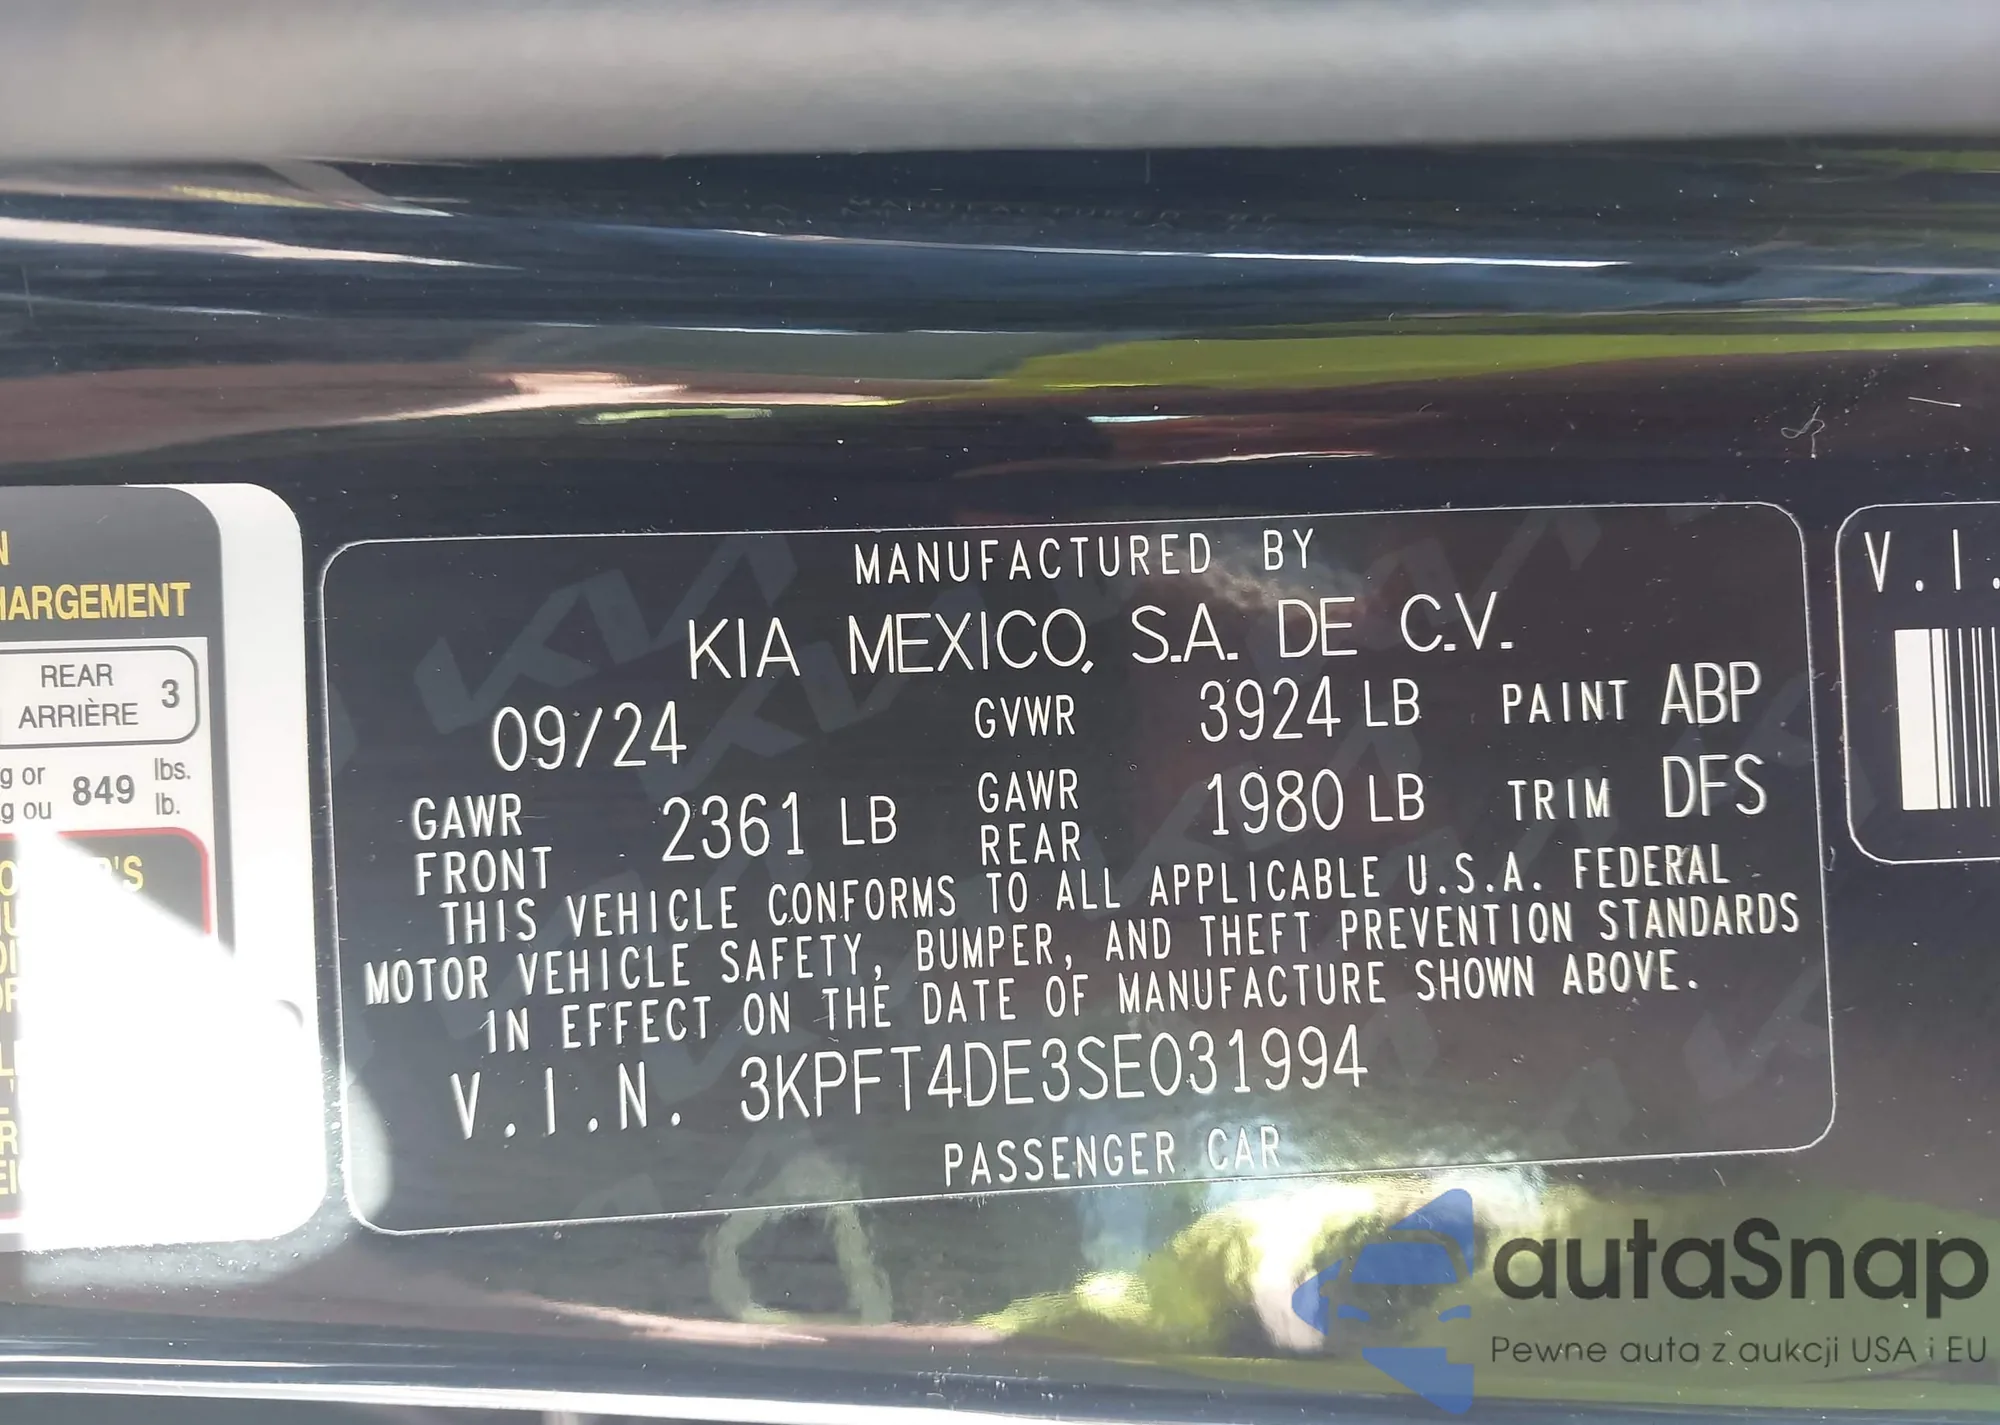 HARGEMENT
REAR
ARRIÈRE 3
g or 849 lbs.
g ou lb.
MANUFACTURED BY
KIA MEXICO, S.A. DE C.V.
09/24 GVWR 3924 LB PAINT ABP
GAWR FRONT 2361 LB GAWR REAR 1980 LB TRIM DFS
THIS VEHICLE CONFORMS TO ALL APPLICABLE U.S.A. FEDERAL
MOTOR VEHICLE SAFETY, BUMPER, AND THEFT PREVENTION STANDARDS
IN EFFECT ON THE DATE OF MANUFACTURE SHOWN ABOVE.
V.I.N. 3KPFT4DE3SE031994
PASSENGER CAR
V.I.
autaSnap
Pewne auta z aukcji USA i EU